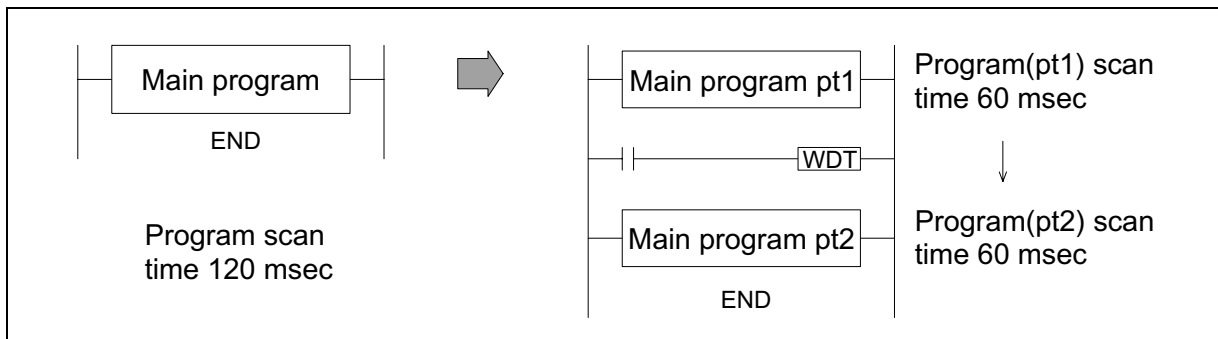 Main program
END
Program scan
time 120 msec
Main program pt1
WDT
Main program pt2
END
Program(pt1) scan
time 60 msec
Program(pt2) scan
time 60 msec